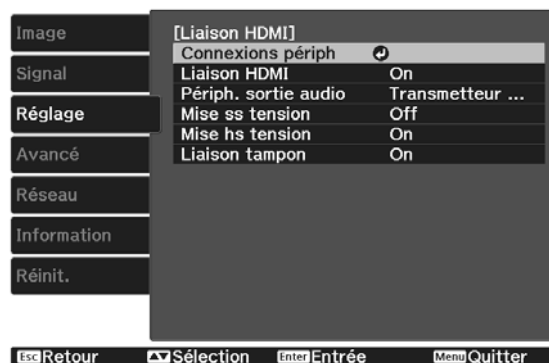 Image
Signal
Réglage
Avancé
Réseau
Information
Réinit.
[Liaison HDMI]
Connexions périph
Liaison HDMI On
Périph. sortie audio Transmetteur ...
Mise ss tension Off
Mise hs tension On
Liaison tampon On
Esc Retour Sélection Enter Entrée Menu Quitter